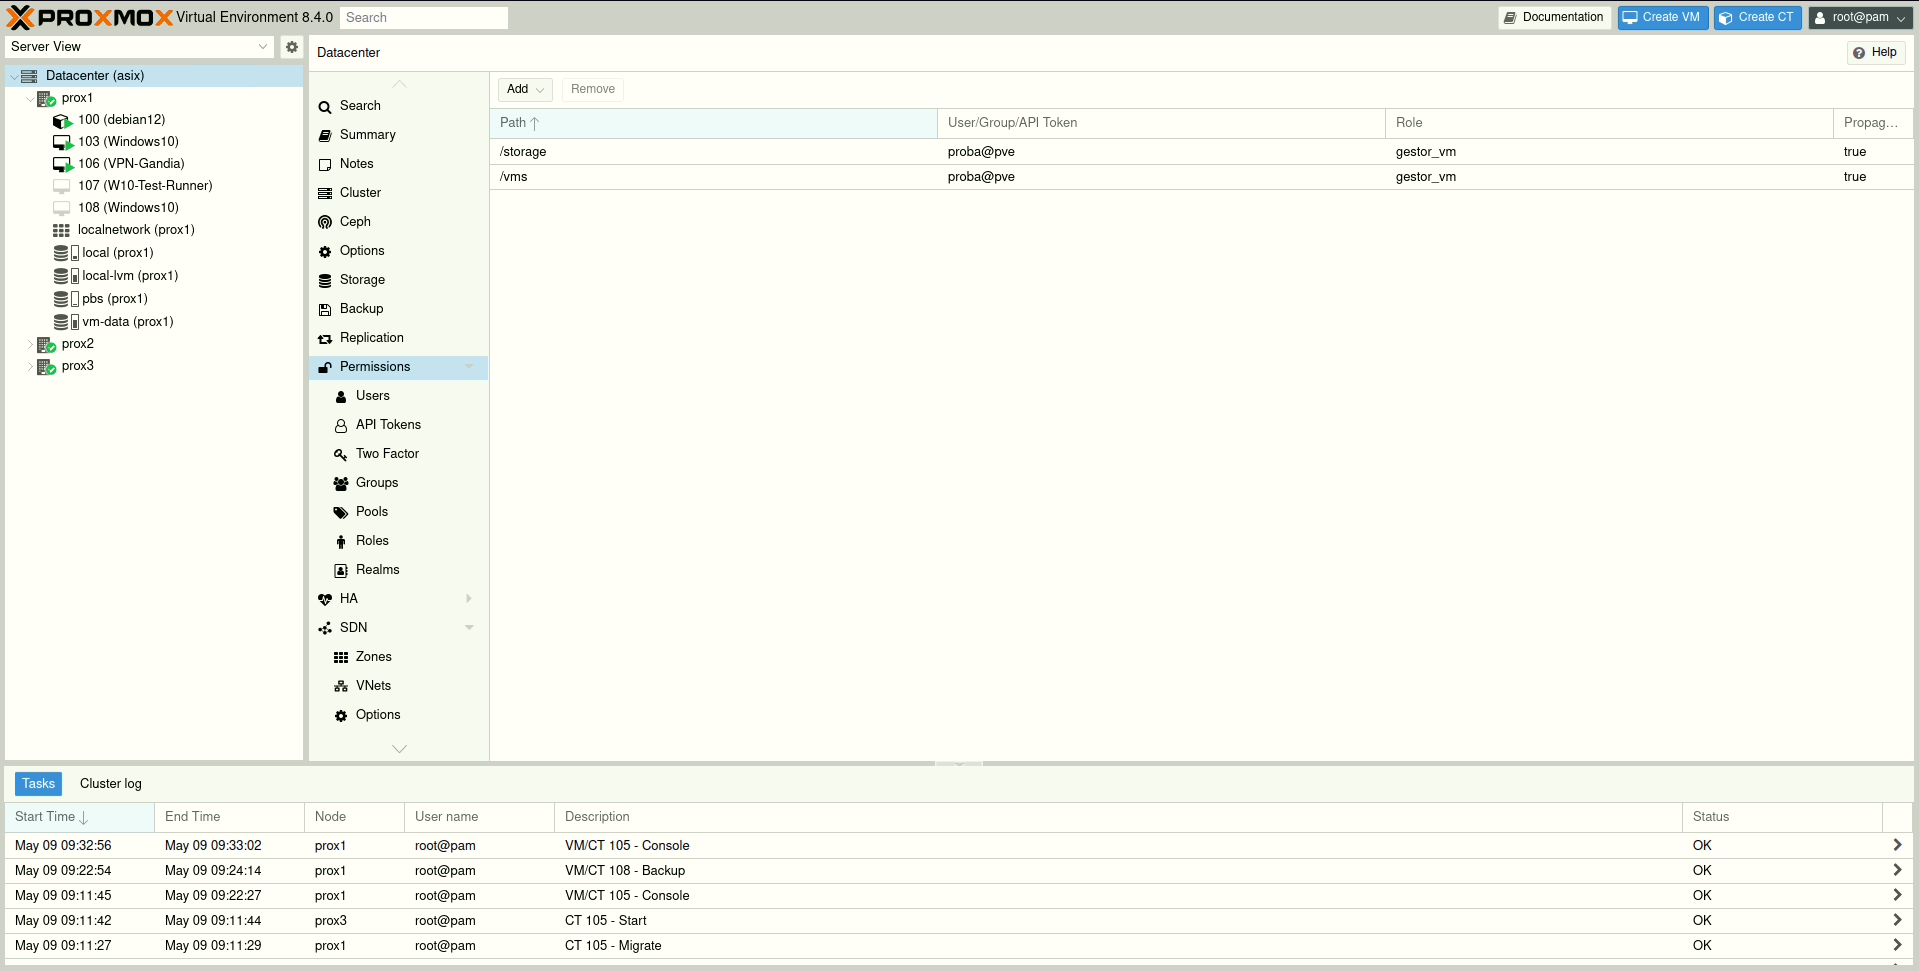 PROXMOX Virtual Environment 8.4.0 Search Documentation Create VM Create CT root@pam
Server View
Datacenter (asix)
prox1
100 (debian12)
103 (Windows10)
106 (VPN-Gandia)
107 (W10-Test-Runner)
108 (Windows10)
localnetwork (prox1)
local (prox1)
local-lvm (prox1)
pbs (prox1)
vm-data (prox1)
prox2
prox3
Datacenter Help
Search
Summary
Notes
Cluster
Ceph
Options
Storage
Backup
Replication
Permissions
Users
API Tokens
Two Factor
Groups
Pools
Roles
Realms
HA
SDN
Zones
VNets
Options
Add Remove
Path User/Group/API Token Role Propag...
/storage proba@pve gestor_vm true
/vms proba@pve gestor_vm true
Tasks Cluster log
Start Time End Time Node User name Description Status
May 09 09:32:56 May 09 09:33:02 prox1 root@pam VM/CT 105 - Console OK
May 09 09:22:54 May 09 09:24:14 prox1 root@pam VM/CT 108 - Backup OK
May 09 09:11:45 May 09 09:22:27 prox1 root@pam VM/CT 105 - Console OK
May 09 09:11:42 May 09 09:11:44 prox3 root@pam CT 105 - Start OK
May 09 09:11:27 May 09 09:11:29 prox1 root@pam CT 105 - Migrate OK